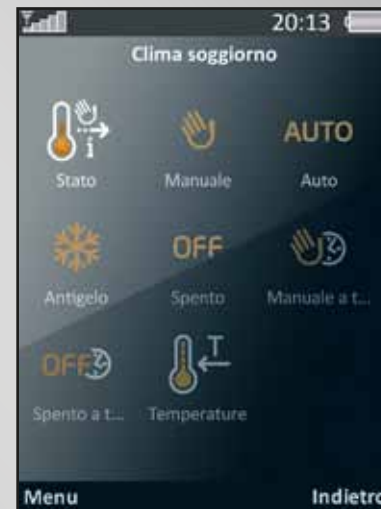 20:13
Clima soggiorno
i
AUTO
Stato Manuale Auto
OFF
Antigelo Spento Manuale a t...
OFF T
Spento a t... Temperature
Menu Indietro